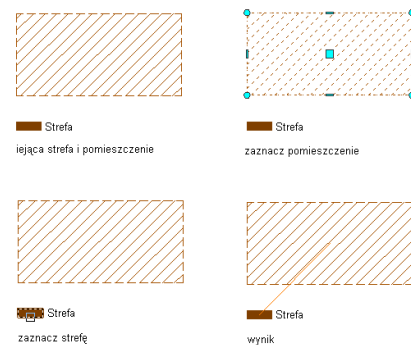 Strefa
iejąca strefa i pomieszczenie
Strefa
zaznacz pomieszczenie
Strefa
zaznacz strefę
Strefa
wynik